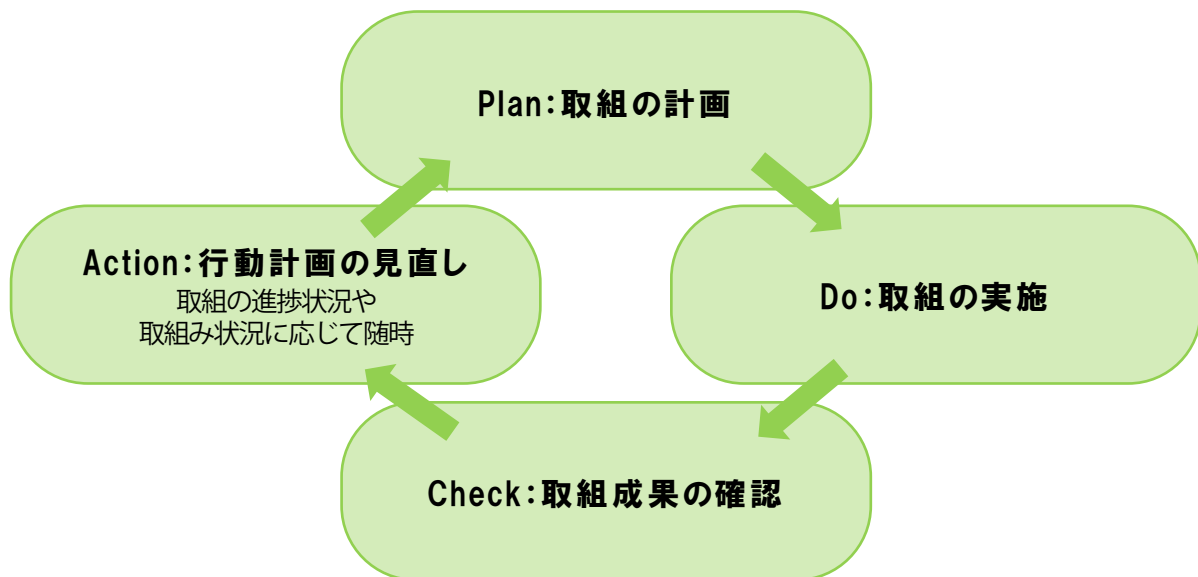 Plan:取組の計画
Action:行動計画の見直し
取組の進捗状況や
取組み状況に応じて随時
Do:取組の実施
Check:取組成果の確認